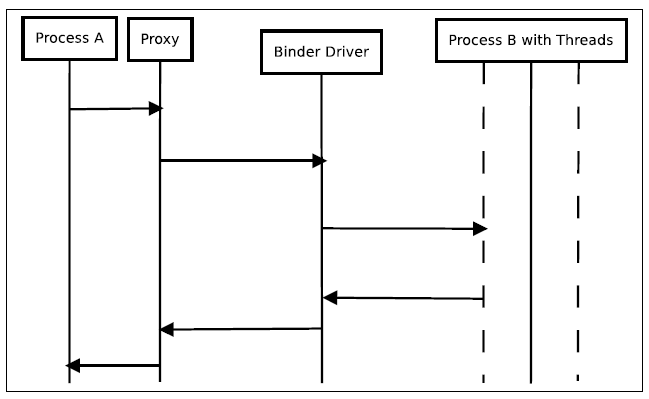 Process A
Proxy
Binder Driver
Process B with Threads